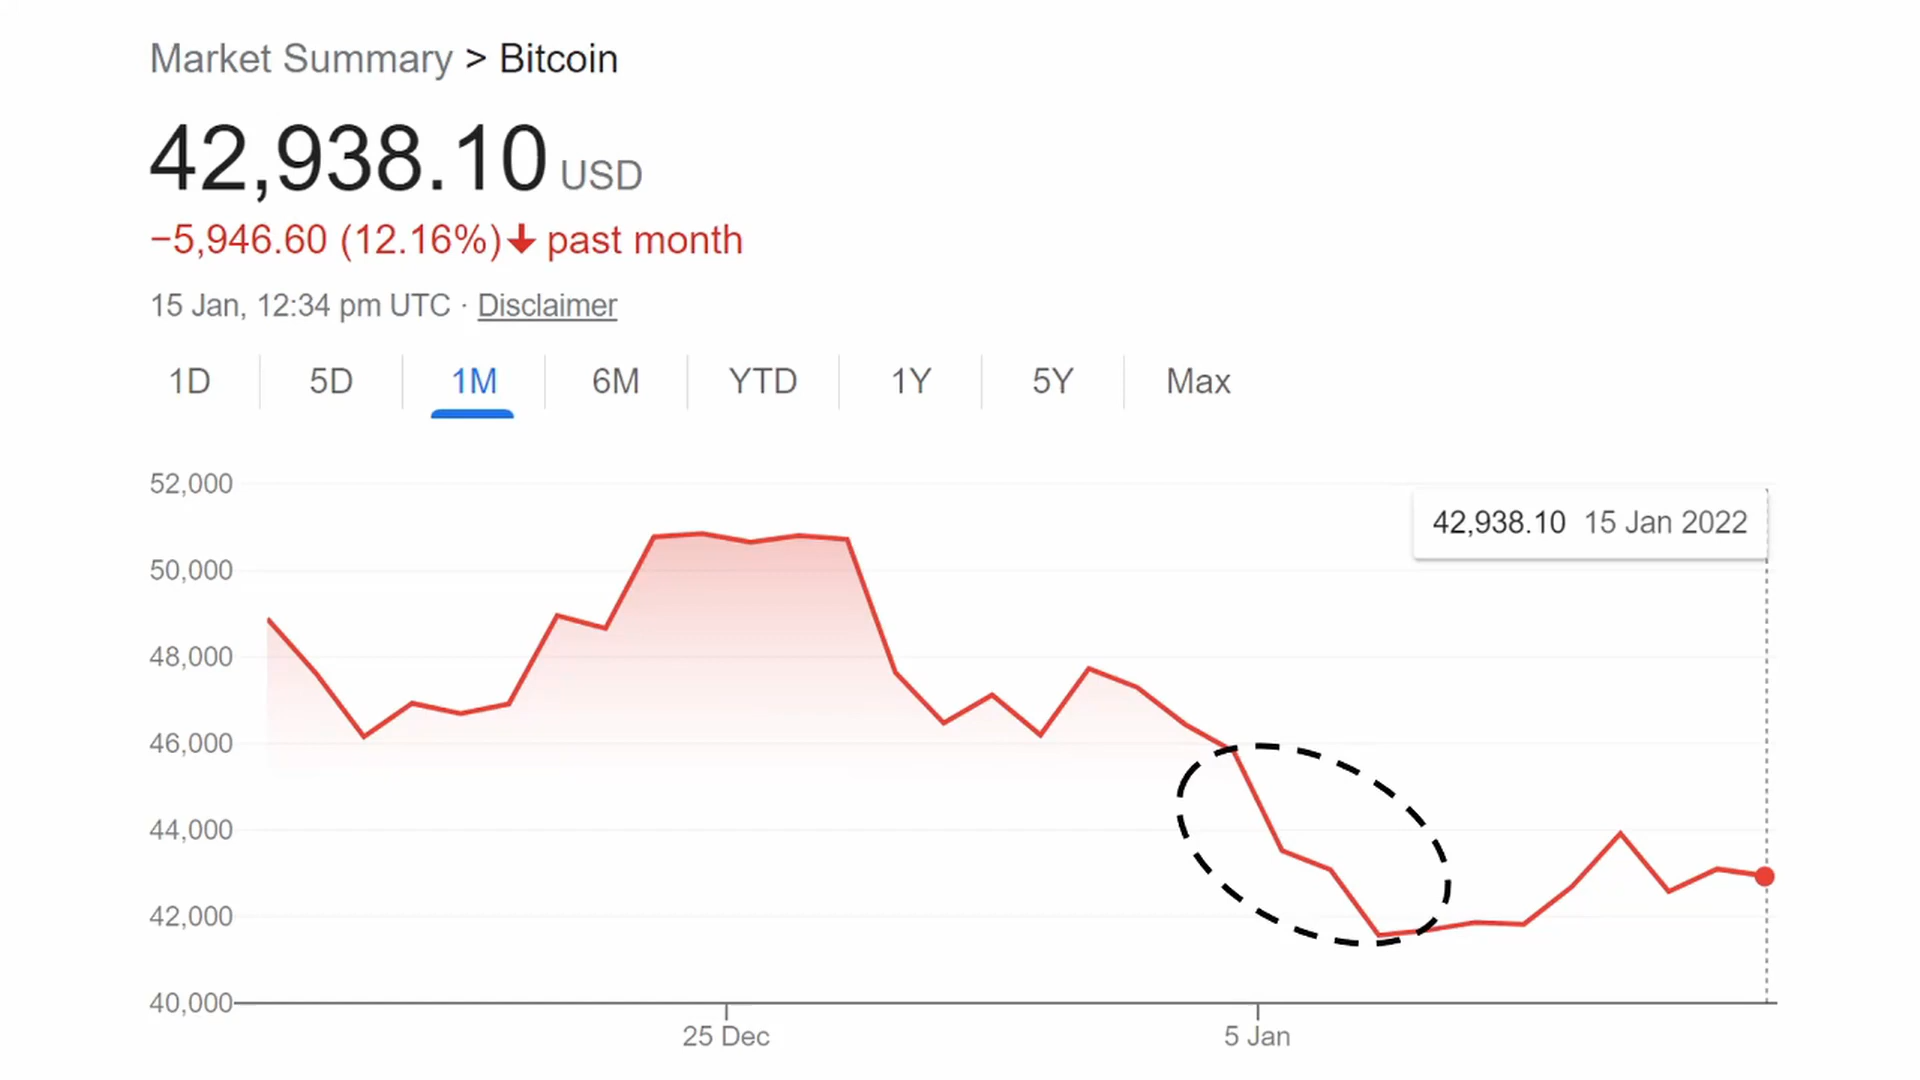 Market Summary > Bitcoin
42,938.10 USD
−5,946.60 (12.16%) past month
15 Jan, 12:34 pm UTC · Disclaimer
1D 5D 1M 6M YTD 1Y 5Y Max
52,000
42,938.10 15 Jan 2022
50,000
48,000
46,000
44,000
42,000
40,000
25 Dec 5 Jan